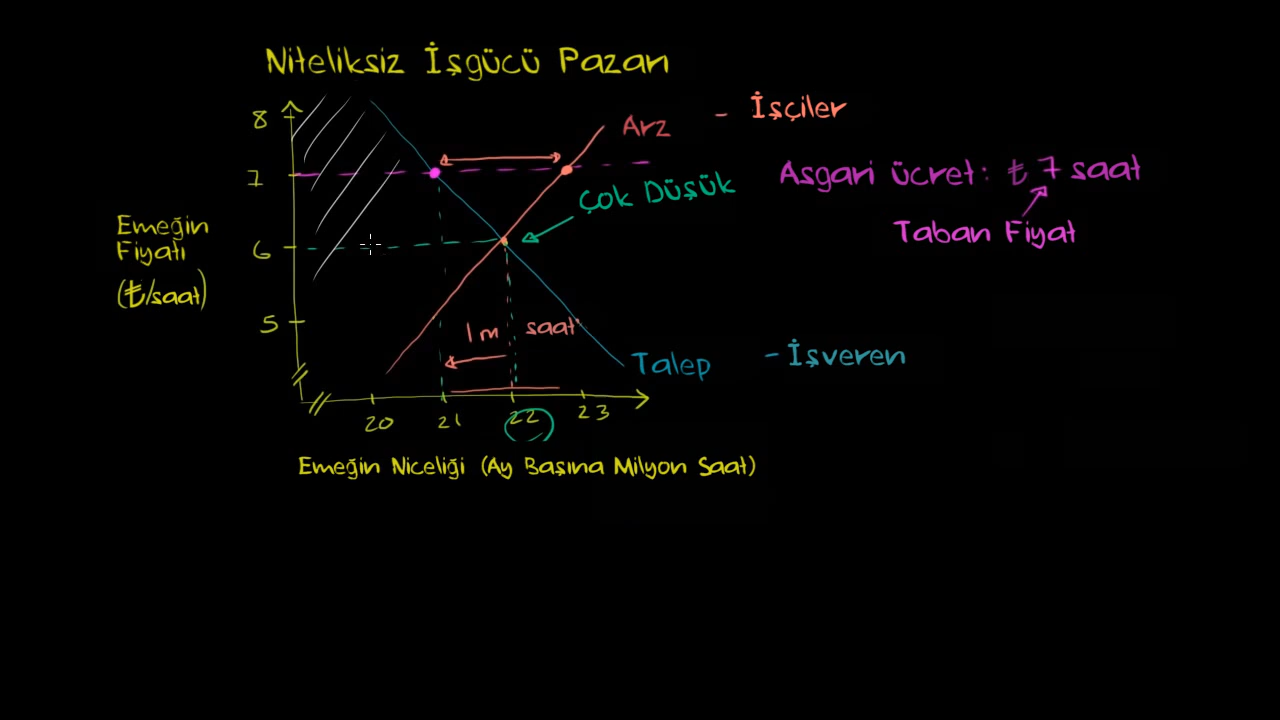 Niteliksiz İşgücü Pazarı
8
7
6
5
Emeğin
Fiyatı
(₺/saat)
Arz - İşçiler
Asgari ücret: ₺ 7 saat
Taban Fiyat
Çok Düşük
1 m saat
Talep - İşveren
20 21 22 23
Emeğin Niceliği (Ay Başına Milyon Saat)